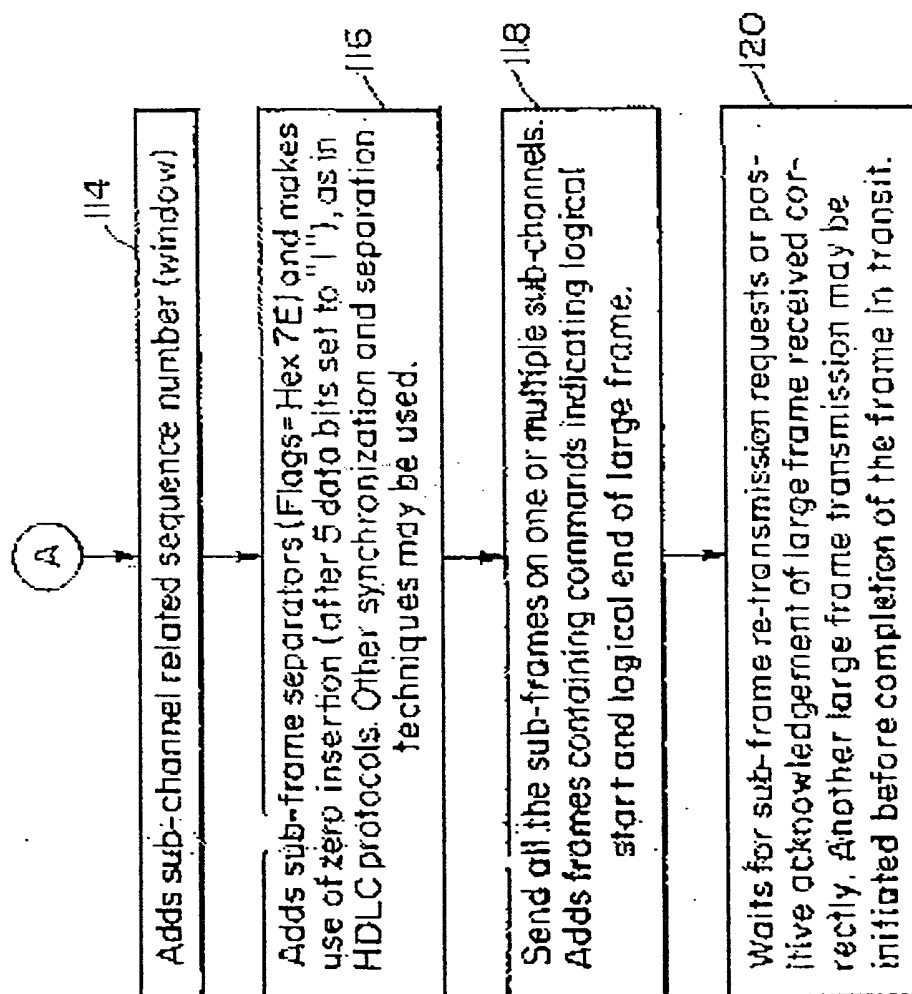 A
114
Adds sub-channel related sequence number (window)
116
Adds sub-frame separators (Flags=Hex 7E) and makes
use of zero insertion (after 5 data bits set to "1"), as in
HDLC protocols. Other synchronization and separation
techniques may be used.
118
Send all the sub-frames on one or multiple sub-channels.
Adds frames containing commands indicating logical
start and logical end of large frame.
120
Waits for sub-frame re-transmission requests or pos-
itive acknowledgement of large frame received cor-
rectly. Another large frame transmission may be
initiated before completion of the frame in transit.